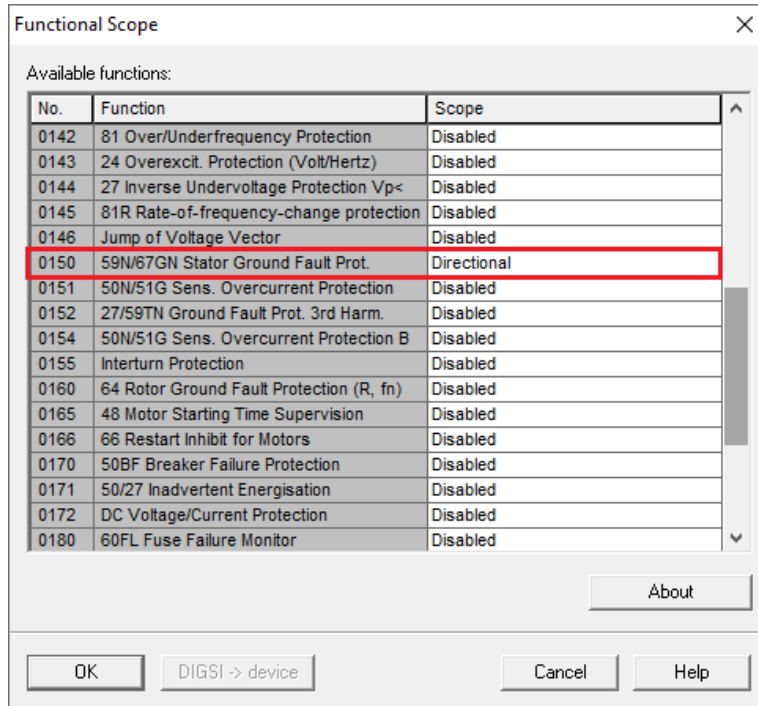 Functional Scope
Available functions:
No. Function Scope
0142 81 Over/Underfrequency Protection Disabled
0143 24 Overexcit. Protection (Volt/Hertz) Disabled
0144 27 Inverse Undervoltage Protection Vp< Disabled
0145 81R Rate-of-frequency-change protection Disabled
0146 Jump of Voltage Vector Disabled
0150 59N/67GN Stator Ground Fault Prot. Directional
0151 50N/51G Sens. Overcurrent Protection Disabled
0152 27/59TN Ground Fault Prot. 3rd Harm. Disabled
0154 50N/51G Sens. Overcurrent Protection B Disabled
0155 Interturn Protection Disabled
0160 64 Rotor Ground Fault Protection (R, fn) Disabled
0165 48 Motor Starting Time Supervision Disabled
0166 66 Restart Inhibit for Motors Disabled
0170 50BF Breaker Failure Protection Disabled
0171 50/27 Inadvertent Energisation Disabled
0172 DC Voltage/Current Protection Disabled
0180 60FL Fuse Failure Monitor Disabled
About
OK DIGSI -> device Cancel Help